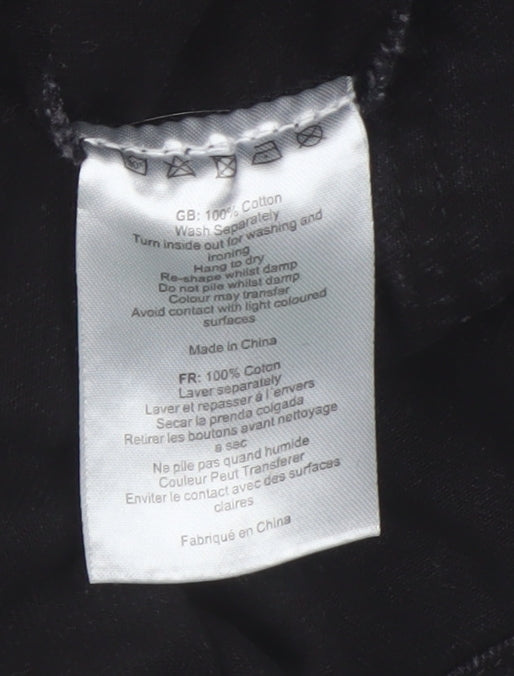 GB: 100% Cotton
Wash Separately
Turn inside out for washing and
ironing
Hang to dry
Re-shape whilst damp
Do not pile whilst damp
Colour may transfer
Avoid contact with light coloured
surfaces
Made in China
FR: 100% Coton
Laver separately
Laver et repasser á l´envers
Secar la prenda colgada
Retirer les boutons avant nettoyage
a sec
Ne pile pas quand humide
Couleur Peut Transferer
Enviter le contact avec des surfaces
claires
Fabriqué en China